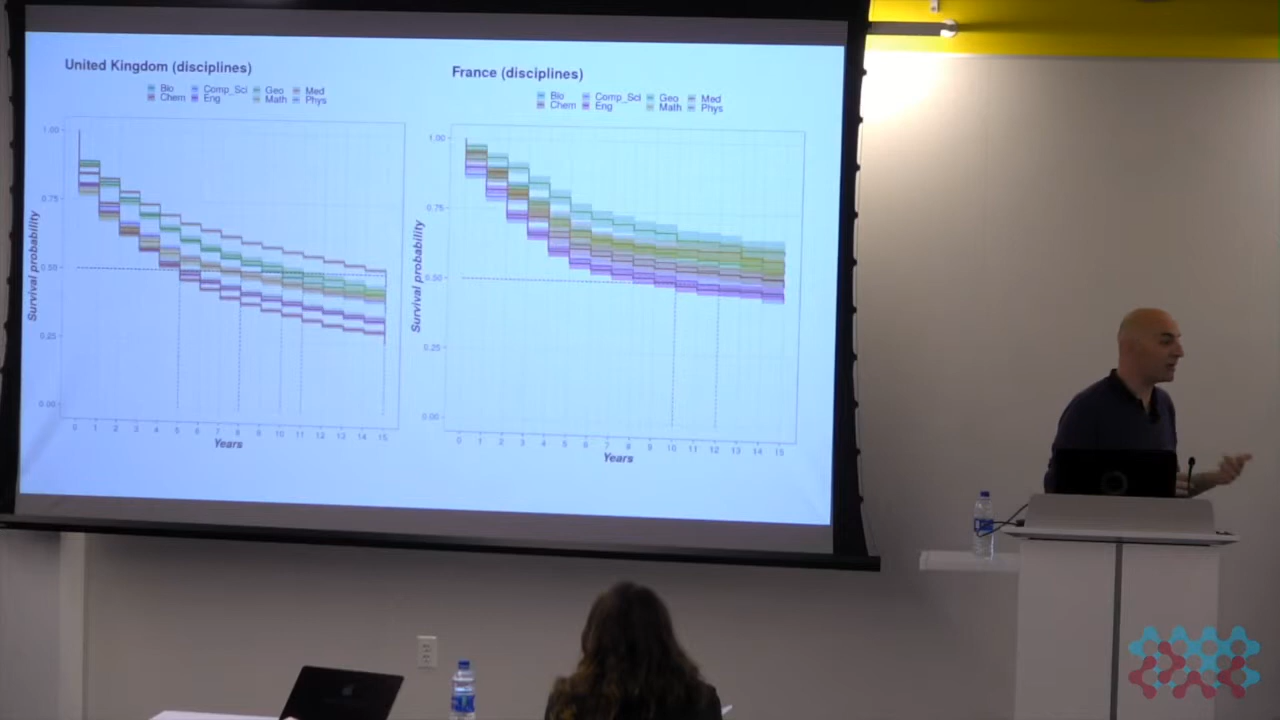 United Kingdom (disciplines)
Bio Comp_Sci Geo Med
Chem Eng Math Phys
1.00
0.75
0.50
0.25
0.00
Survival probability
0 1 2 3 4 5 6 7 8 9 10 11 12 13 14 15
Years
France (disciplines)
Bio Comp_Sci Geo Med
Chem Eng Math Phys
1.00
0.75
0.50
0.25
0.00
Survival probability
0 1 2 3 4 5 6 7 8 9 10 11 12 13 14 15
Years